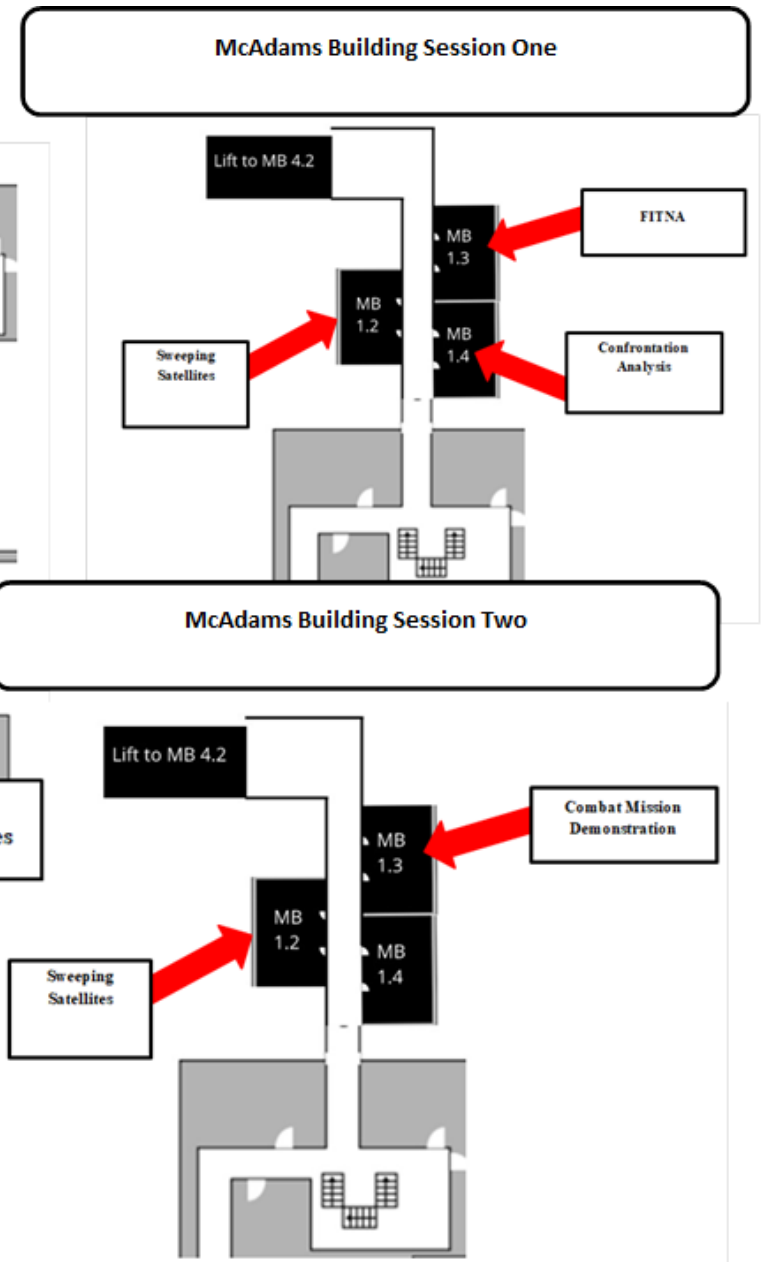 McAdams Building Session One
Lift to MB 4.2
FITNA
MB
1.3
MB
1.2
MB
1.4
Confrontation
Analysis
Sweeping
Satellites
McAdams Building Session Two
Lift to MB 4.2
Combat Mission
Demonstration
MB
1.3
es
MB
1.2
MB
1.4
Sweeping
Satellites